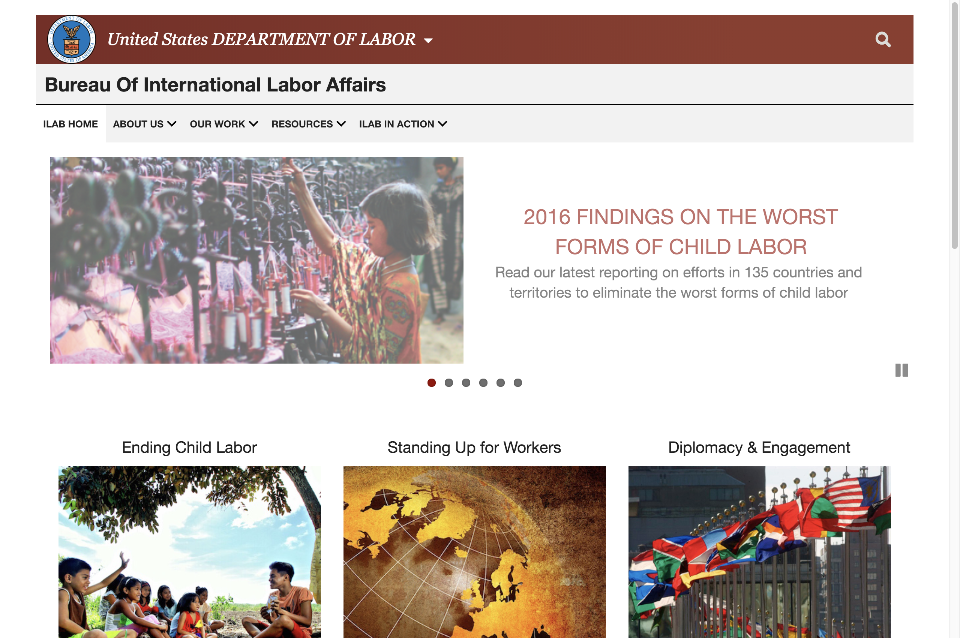 United States DEPARTMENT OF LABOR
Bureau Of International Labor Affairs
ILAB HOME ABOUT US OUR WORK RESOURCES ILAB IN ACTION
2016 FINDINGS ON THE WORST
FORMS OF CHILD LABOR
Read our latest reporting on efforts in 135 countries and
territories to eliminate the worst forms of child labor
Ending Child Labor
Standing Up for Workers
Diplomacy & Engagement